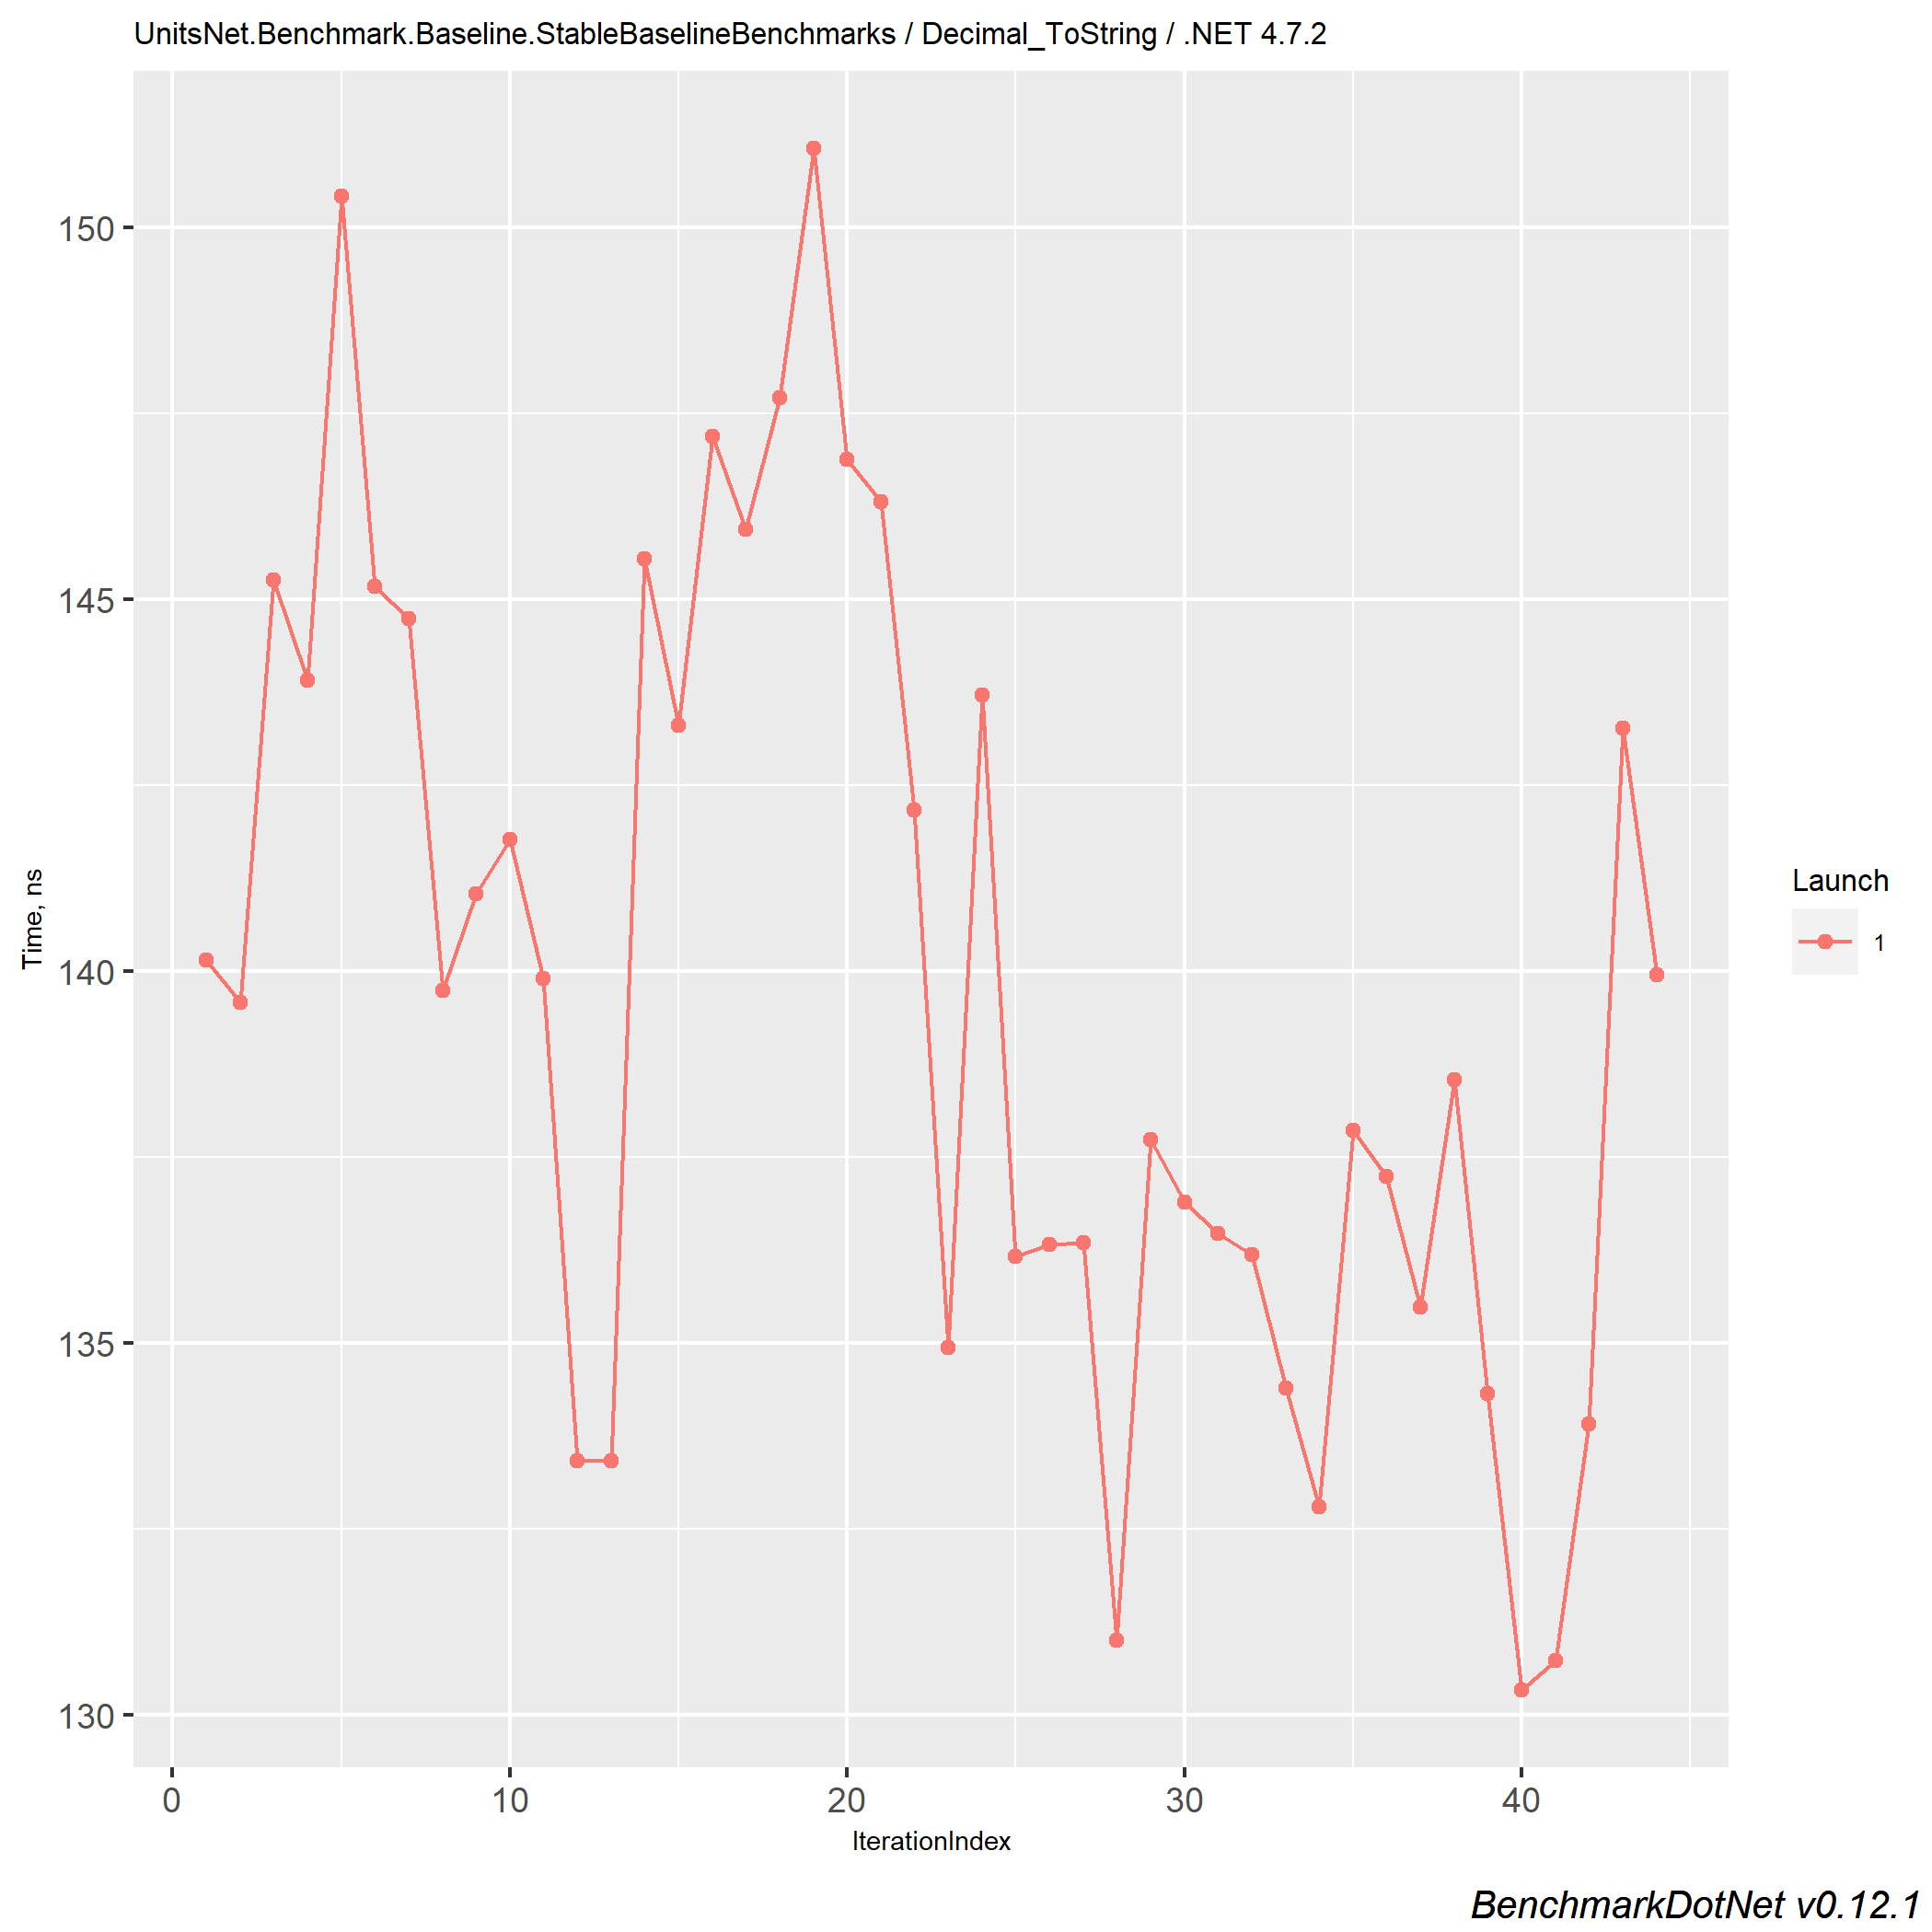 UnitsNet.Benchmark.Baseline.StableBaselineBenchmarks / Decimal_ToString / .NET 4.7.2
150
145
140
135
130
Time, ns
0 10 20 30 40
IterationIndex
Launch
1
BenchmarkDotNet v0.12.1